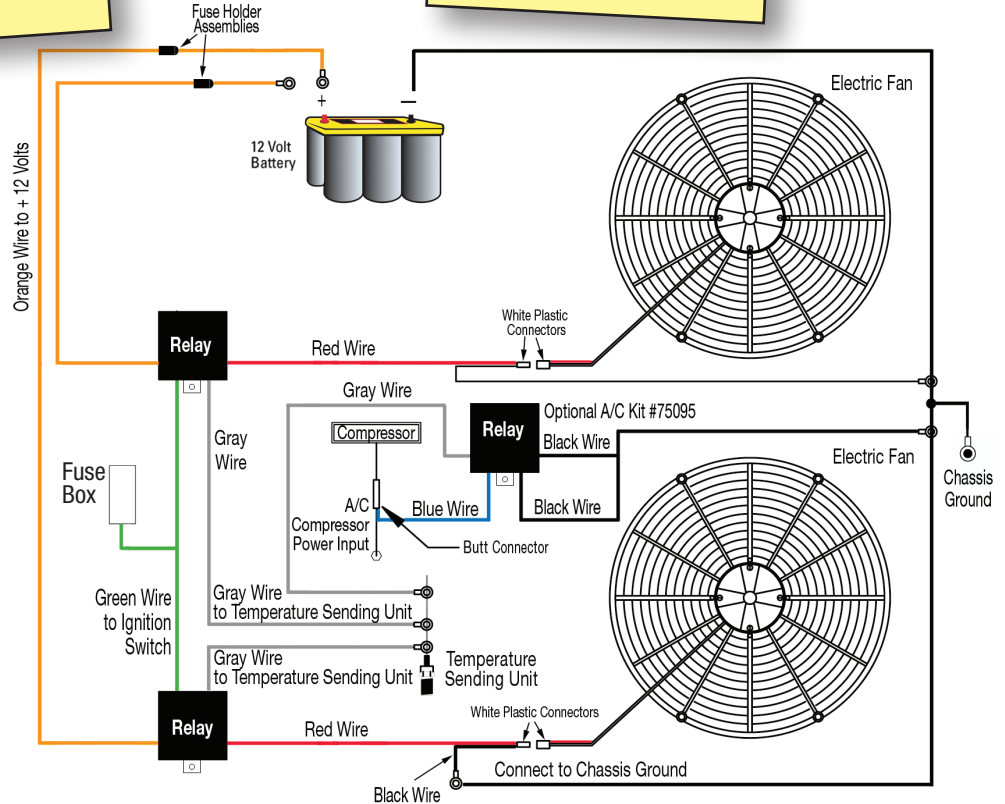 Fuse Holder
Assemblies
+
—
Electric Fan
12 Volt
Battery
Orange Wire to + 12 Volts
White Plastic
Connectors
Relay
Red Wire
Gray Wire
Optional A/C Kit #75095
Compressor
Relay
Black Wire
Gray
Wire
Electric Fan
Fuse
Box
Chassis
Ground
A/C
Compressor
Power Input
Blue Wire
Black Wire
Butt Connector
Green Wire
to Ignition
Switch
Gray Wire
to Temperature Sending Unit
Gray Wire
to Temperature Sending Unit
Temperature
Sending Unit
White Plastic Connectors
Relay
Red Wire
Connect to Chassis Ground
Black Wire